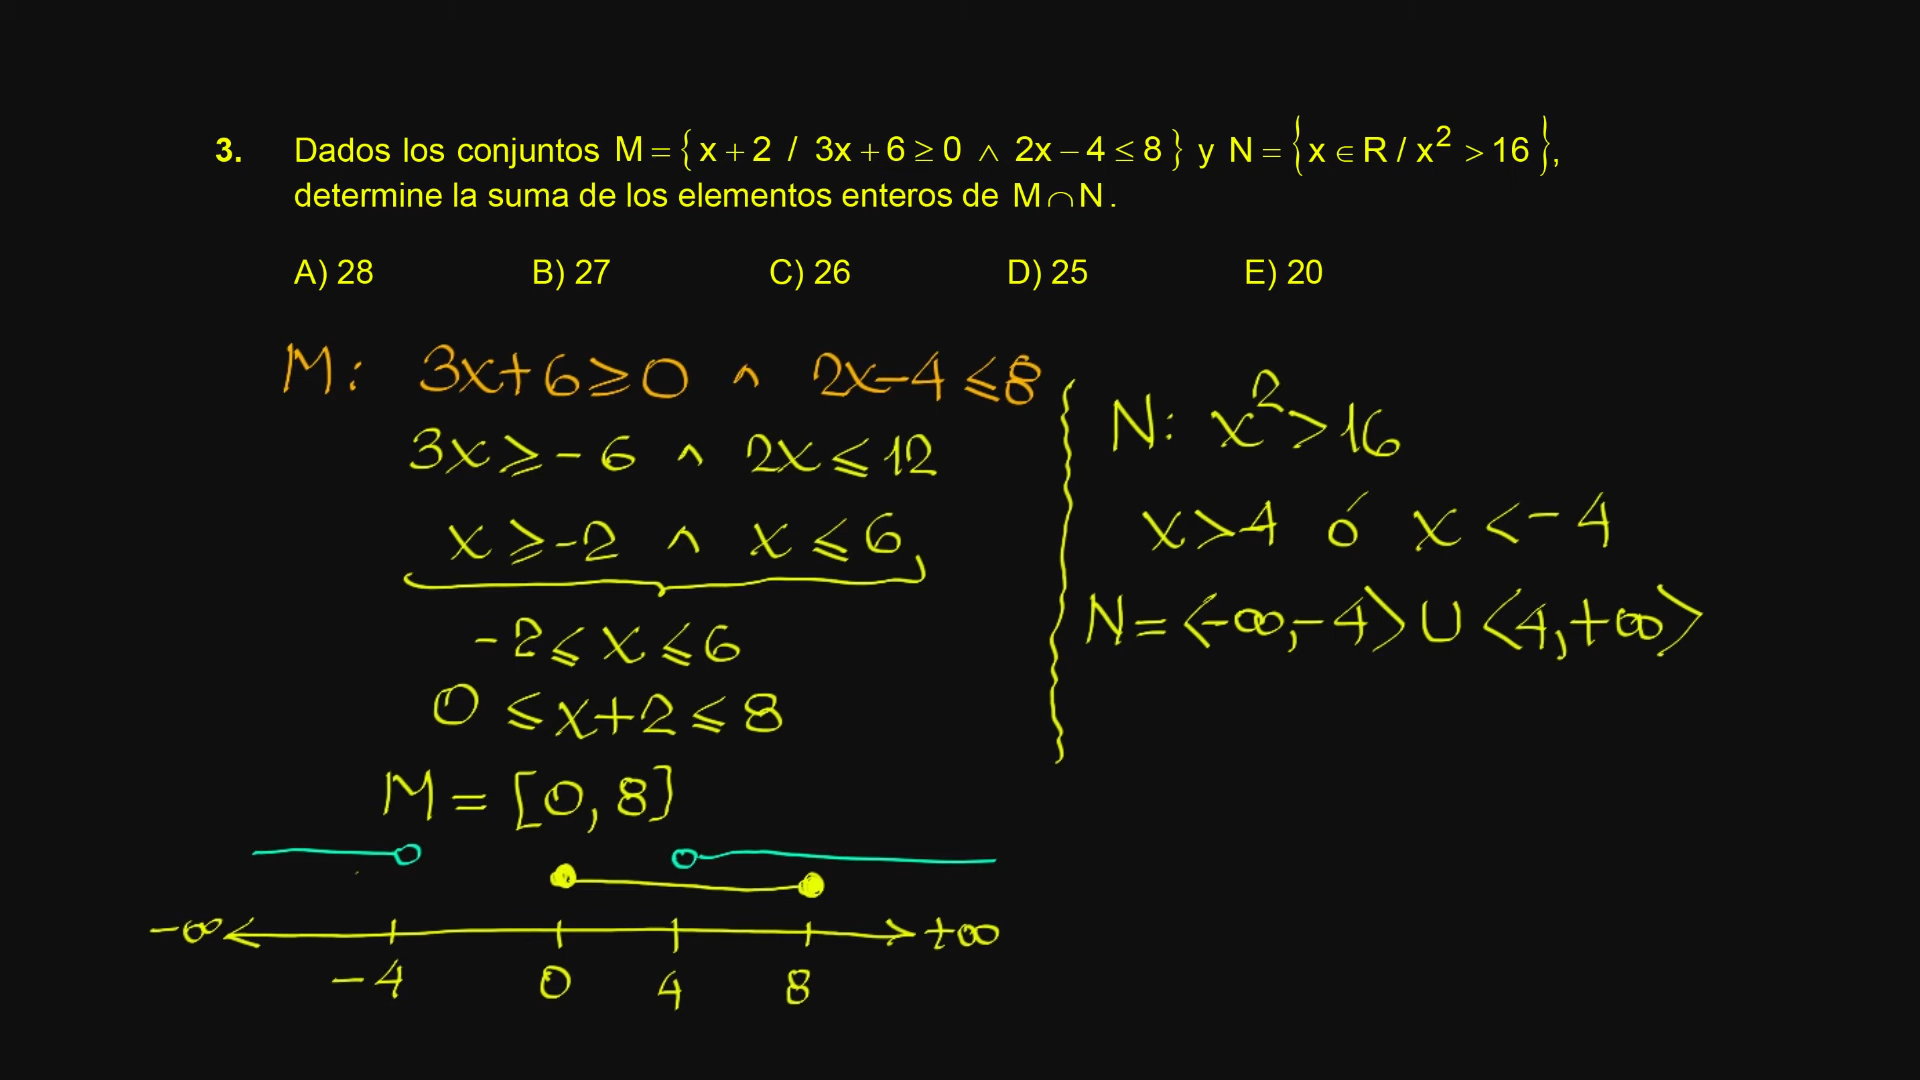 3. Dados los conjuntos M = { x + 2 / 3x + 6 ≥ 0 ∧ 2x − 4 ≤ 8 } y N = { x ∈ R / x² > 16 },
determine la suma de los elementos enteros de M ∩ N.
A) 28 B) 27 C) 26 D) 25 E) 20
M: 3x+6≥0 ∧ 2x−4≤8
3x≥−6 ∧ 2x≤12
x≥−2 ∧ x≤6
−2≤x≤6
0≤x+2≤8
M=[0,8]
N: x²>16
x>4 ó x<−4
N=<−∞,−4>∪<4,+∞>
−∞ +∞
−4 0 4 8